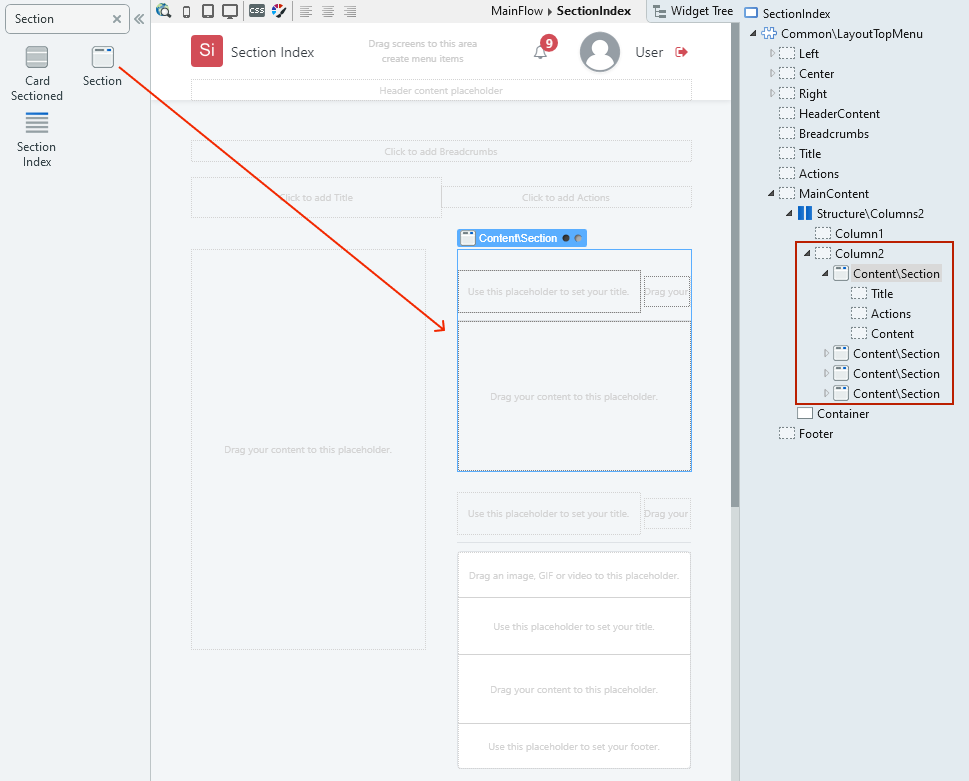 Section
Card
Sectioned
Section
Section
Index
css
MainFlow SectionIndex
Widget Tree
Si
Section Index
Drag screens to this area
create menu items
9
User
Header content placeholder
Click to add Breadcrumbs
Click to add Title
Click to add Actions
Content\Section
Use this placeholder to set your title.
Drag your
Drag your content to this placeholder.
Drag your content to this placeholder.
Use this placeholder to set your title.
Drag your
Drag an image, GIF or video to this placeholder.
Use this placeholder to set your title.
Drag your content to this placeholder.
Use this placeholder to set your footer.
SectionIndex
Common\LayoutTopMenu
Left
Center
Right
HeaderContent
Breadcrumbs
Title
Actions
MainContent
Structure\Columns2
Column1
Column2
Content\Section
Title
Actions
Content
Content\Section
Content\Section
Content\Section
Container
Footer